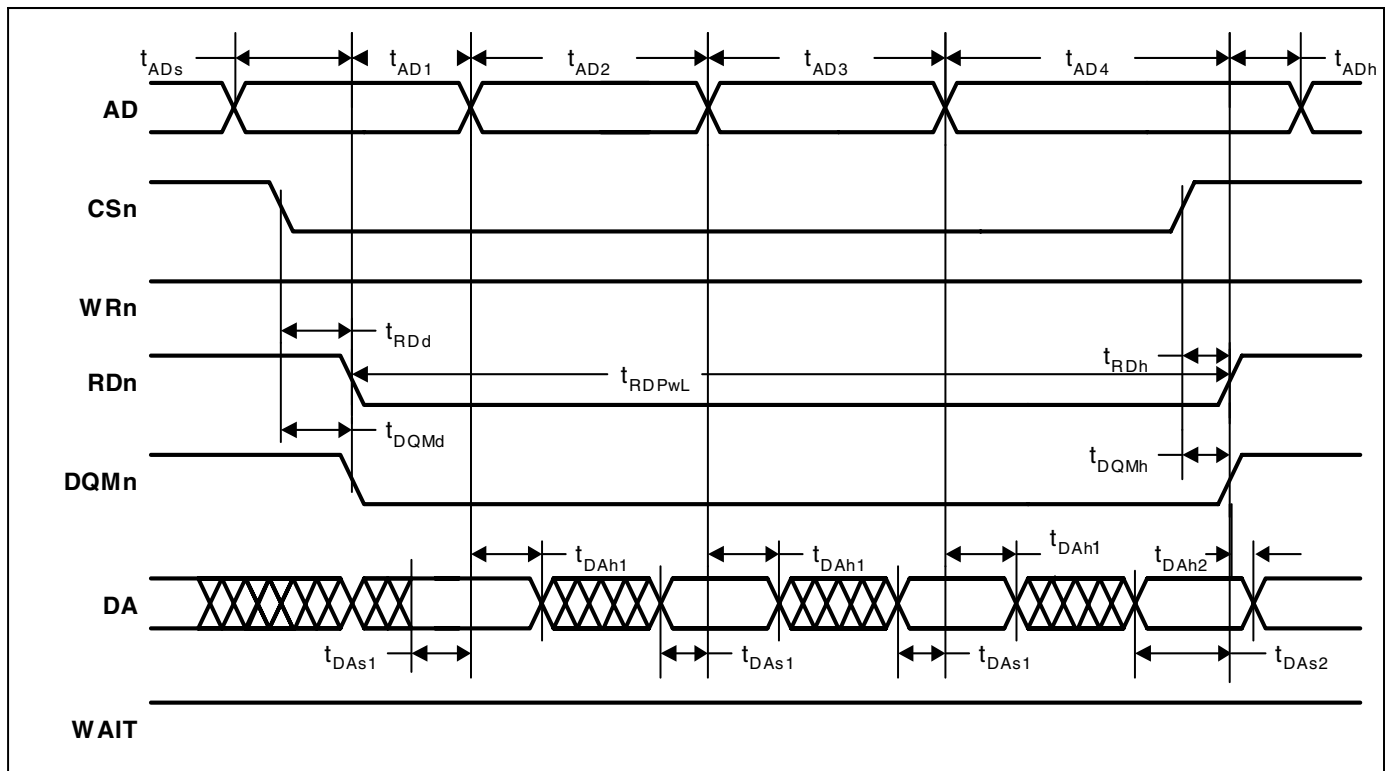 tADs tAD1 tAD2 tAD3 tAD4 tADh
AD
CSn
WRn
tRDd
tRDh
RDn
tRDPwL
tDQMd
tDQMh
DQMn
tDAh1 tDAh1 tDAh1 tDAh2
DA
tDAs1 tDAs1 tDAs1 tDAs2
WAIT